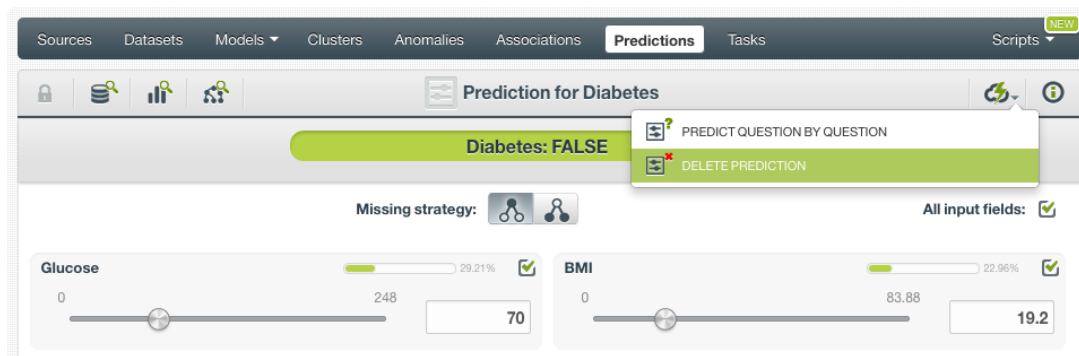 NEW
Sources Datasets Models Clusters Anomalies Associations Predictions Tasks Scripts
Prediction for Diabetes
PREDICT QUESTION BY QUESTION
Diabetes: FALSE
DELETE PREDICTION
Missing strategy: All input fields:
Glucose 29.21% BMI 22.96%
0 248 0 83.88
70 19.2